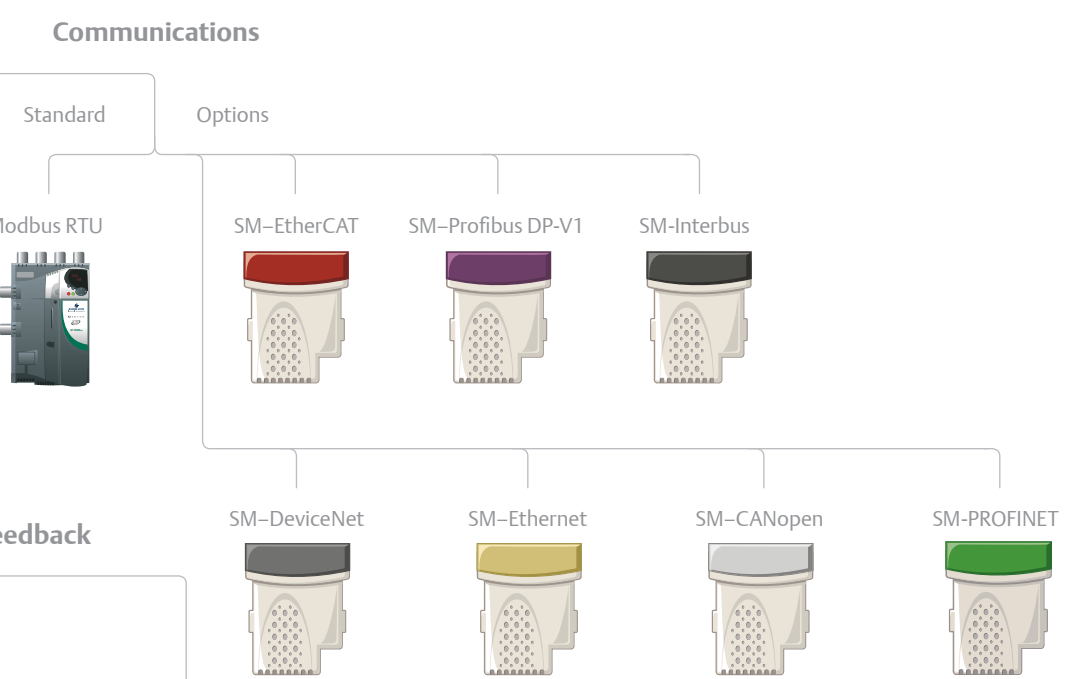 Communications
Standard
Options
Modbus RTU
SM–EtherCAT
SM–Profibus DP-V1
SM-Interbus
SM–DeviceNet
SM–Ethernet
SM–CANopen
SM-PROFINET
eedback